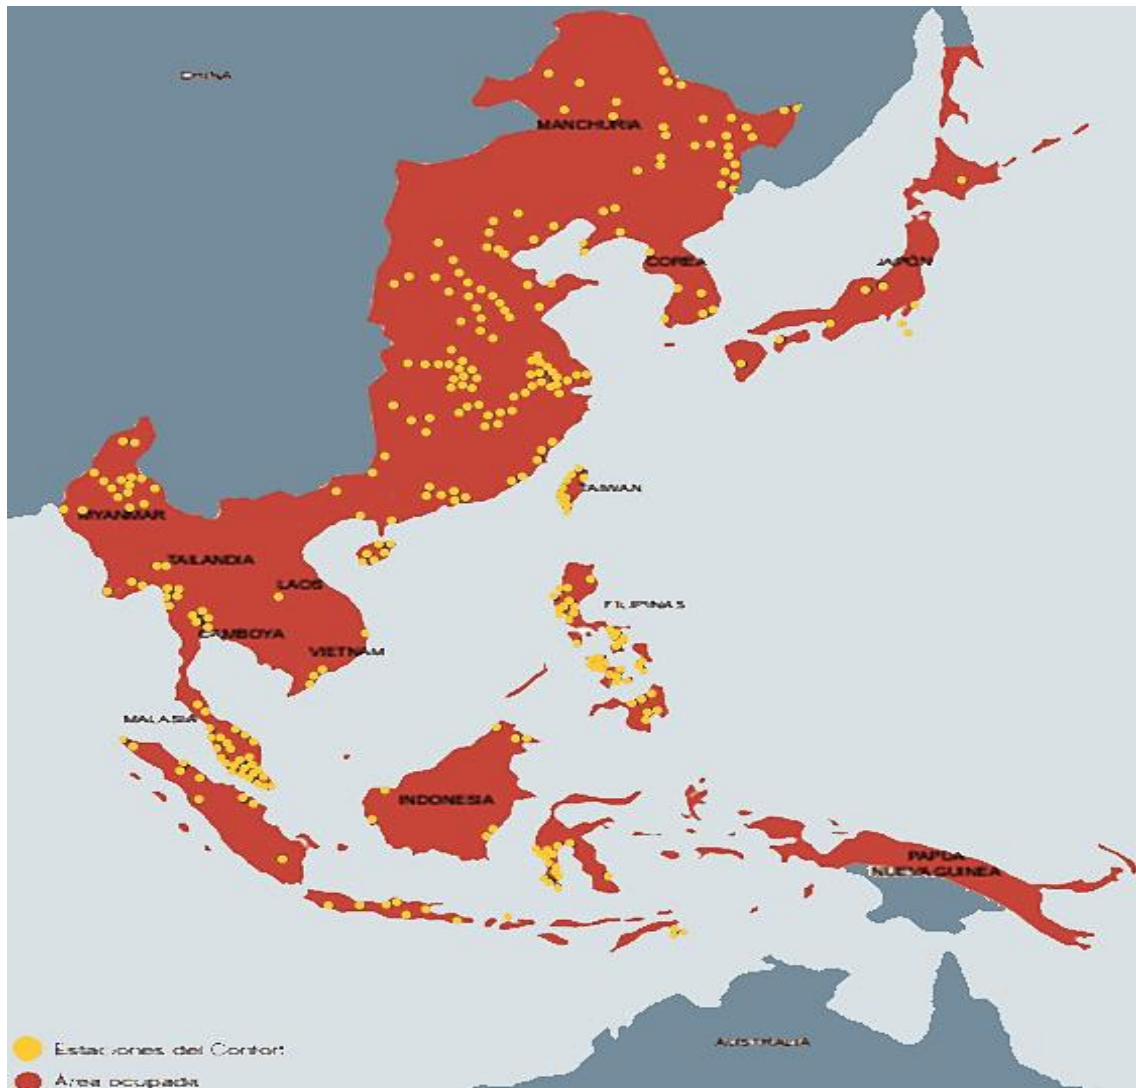 CHINA
MANCHURIA
COREA
JAPÓN
TAIWAN
MYANMAR
TAILANDIA
LAOS
FILIPINAS
CAMBOYA
VIETNAM
MALASIA
INDONESIA
PAPUA
NUEVA GUINEA
AUSTRALIA
Estaciones del Confort
Área ocupada